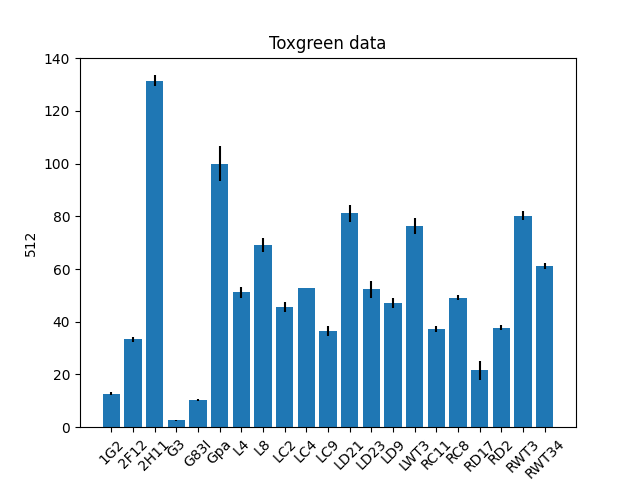 Toxgreen data
512
140
120
100
80
60
40
20
0
1G2
2F12
2H11
G3
G83I
Gpa
L4
L8
LC2
LC4
LC9
LD21
LD23
LD9
LWT3
RC11
RC8
RD17
RD2
RWT3
RWT34